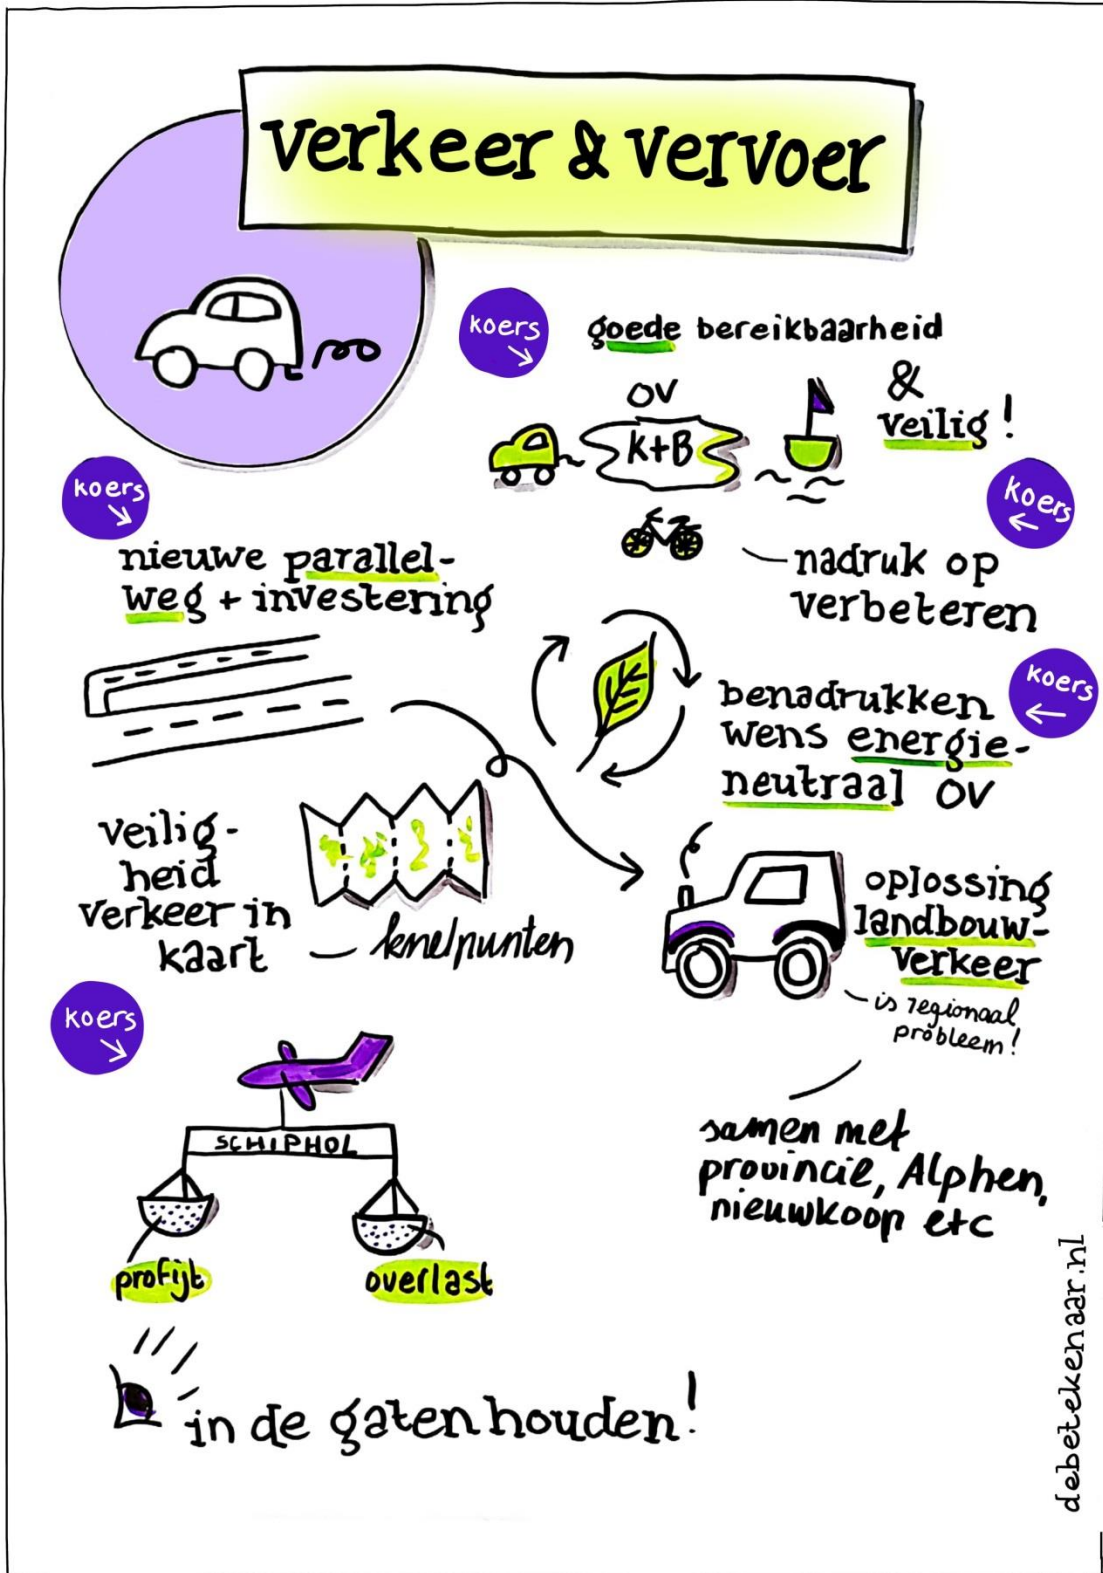 verkeer & vervoer
koers
goede bereikbaarheid
&
veilig!
OV
K+B
koers
nieuwe parallel-
weg + investering
koers
nadruk op
verbeteren
koers
benadrukken
wens energie-
neutraal OV
veilig-
heid
verkeer in
kaart
knelpunten
oplossing
landbouw-
verkeer
is regionaal
probleem!
samen met
provincie, Alphen,
nieuwkoop etc
koers
SCHIPHOL
profijt
overlast
in de gaten houden!
debetekenaar.nl